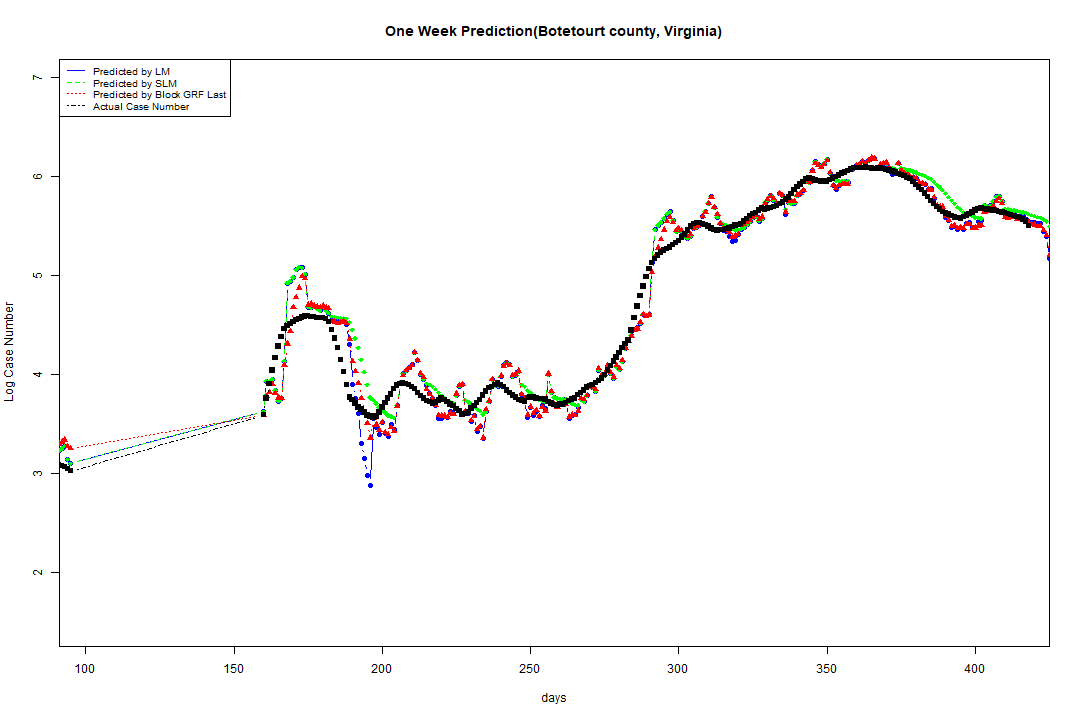 One Week Prediction(Botetourt county, Virginia)
Predicted by LM
Predicted by SLM
Predicted by Block GRF Last
Actual Case Number
Log Case Number
7
6
5
4
3
2
100 150 200 250 300 350 400
days